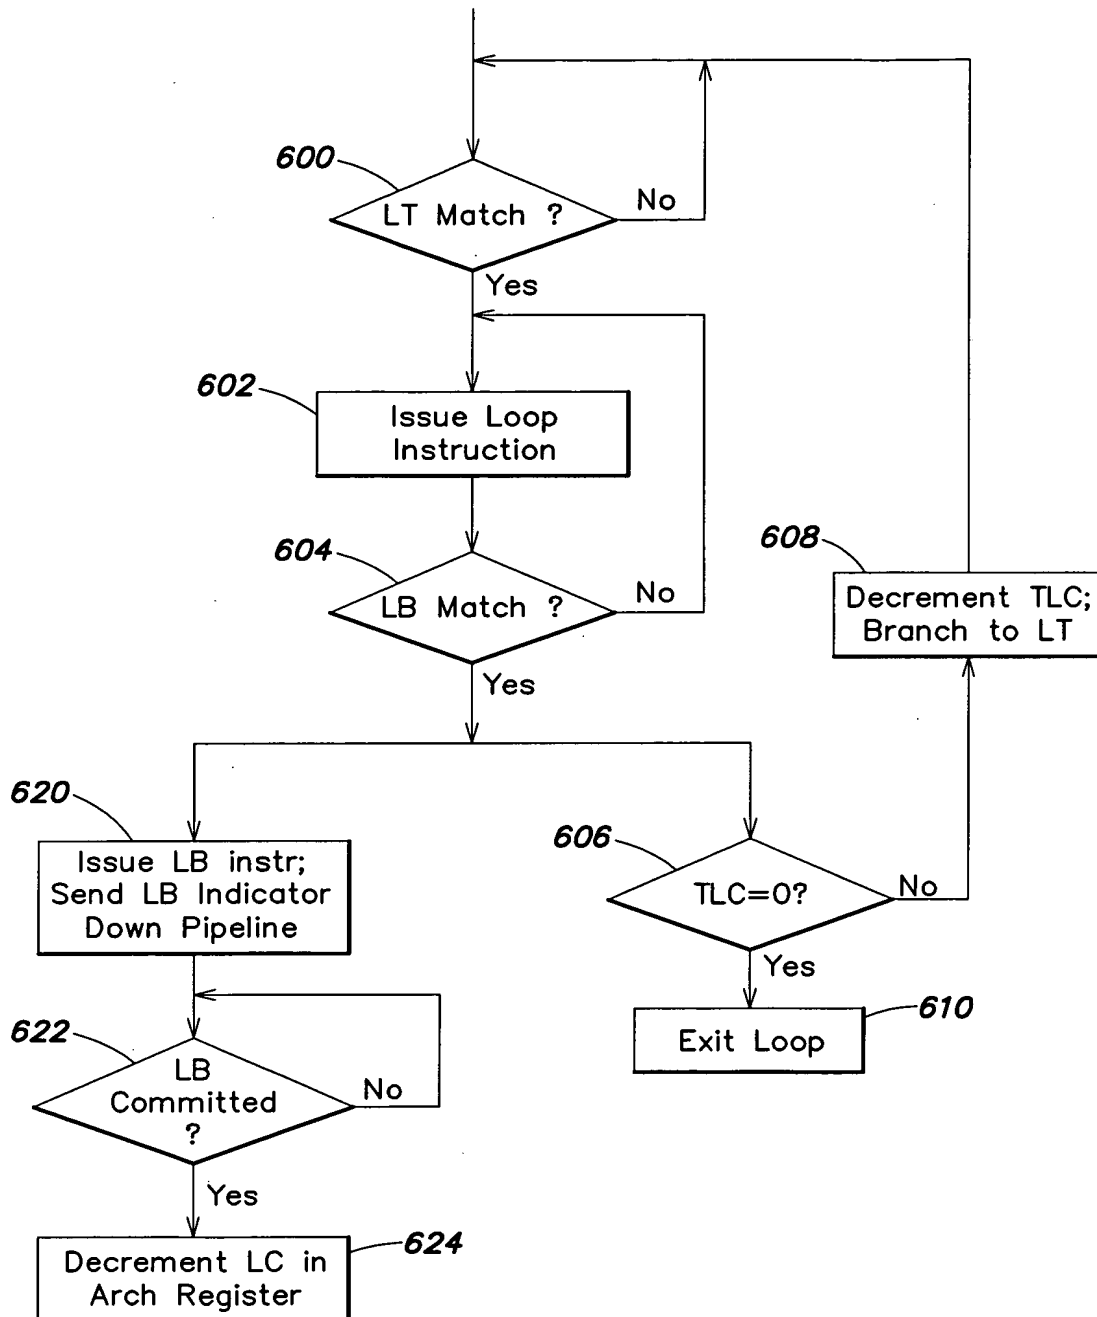 600
LT Match ?
No
Yes
602
Issue Loop
Instruction
604
LB Match ?
No
Yes
608
Decrement TLC;
Branch to LT
620
Issue LB instr;
Send LB Indicator
Down Pipeline
606
TLC=0?
No
Yes
610
Exit Loop
622
LB
Committed
?
No
Yes
624
Decrement LC in
Arch Register